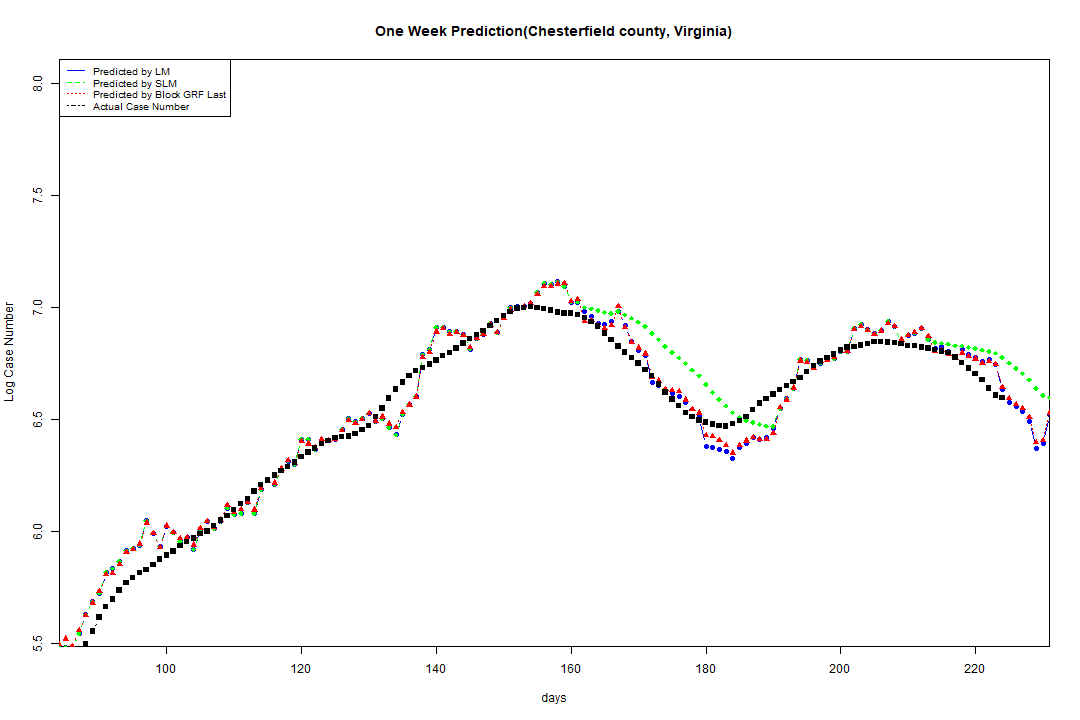 One Week Prediction(Chesterfield county, Virginia)
Predicted by LM
Predicted by SLM
Predicted by Block GRF Last
Actual Case Number
8.0
7.5
7.0
6.5
6.0
5.5
Log Case Number
100 120 140 160 180 200 220
days